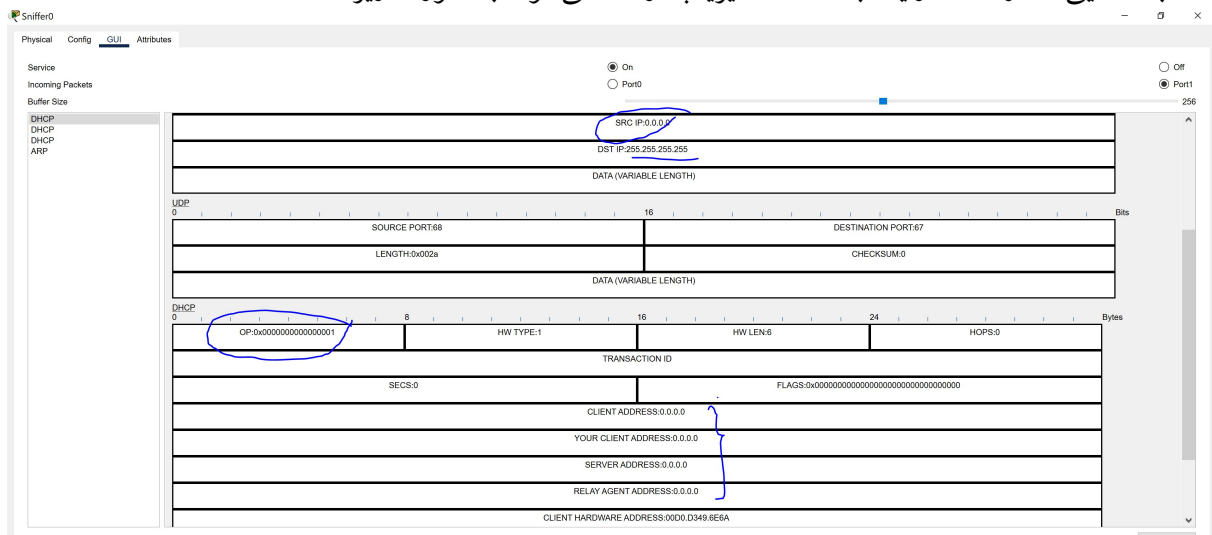 Sniffer0
Physical Config GUI Attributes
Service On Off
Incoming Packets Port0 Port1
Buffer Size 256
DHCP
DHCP
DHCP
ARP
SRC IP:0.0.0.0
DST IP:255.255.255.255
DATA (VARIABLE LENGTH)
UDP
0 16 Bits
SOURCE PORT:68 DESTINATION PORT:67
LENGTH:0x002a CHECKSUM:0
DATA (VARIABLE LENGTH)
DHCP
0 8 16 24 Bytes
OP:0x0000000000000001 HW TYPE:1 HW LEN:6 HOPS:0
TRANSACTION ID
SECS:0 FLAGS:0x00000000000000000000000000000000
CLIENT ADDRESS:0.0.0.0
YOUR CLIENT ADDRESS:0.0.0.0
SERVER ADDRESS:0.0.0.0
RELAY AGENT ADDRESS:0.0.0.0
CLIENT HARDWARE ADDRESS:00D0.D349.6E6A